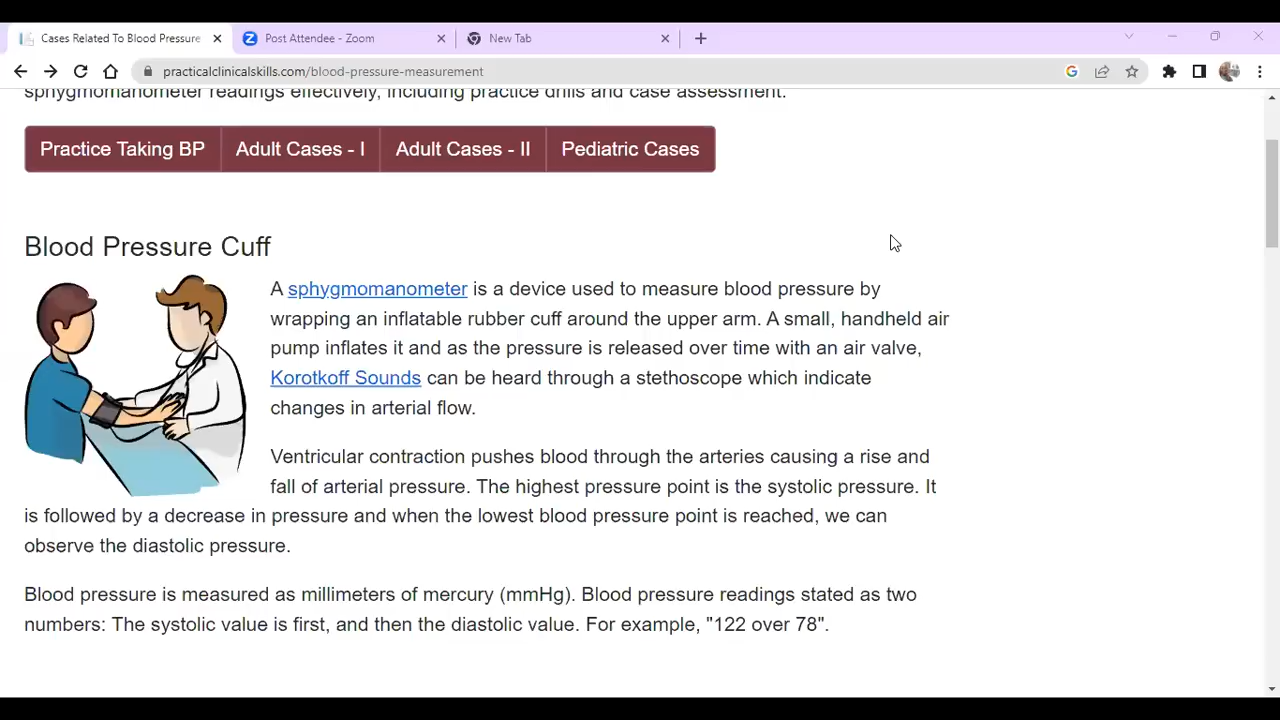 Cases Related To Blood Pressure
Post Attendee - Zoom
New Tab
practicalclinicalskills.com/blood-pressure-measurement
sphygmomanometer readings effectively, including practice drills and case assessment.
Practice Taking BP
Adult Cases - I
Adult Cases - II
Pediatric Cases
Blood Pressure Cuff
A sphygmomanometer is a device used to measure blood pressure by
wrapping an inflatable rubber cuff around the upper arm. A small, handheld air
pump inflates it and as the pressure is released over time with an air valve,
Korotkoff Sounds can be heard through a stethoscope which indicate
changes in arterial flow.
Ventricular contraction pushes blood through the arteries causing a rise and
fall of arterial pressure. The highest pressure point is the systolic pressure. It
is followed by a decrease in pressure and when the lowest blood pressure point is reached, we can
observe the diastolic pressure.
Blood pressure is measured as millimeters of mercury (mmHg). Blood pressure readings stated as two
numbers: The systolic value is first, and then the diastolic value. For example, "122 over 78".